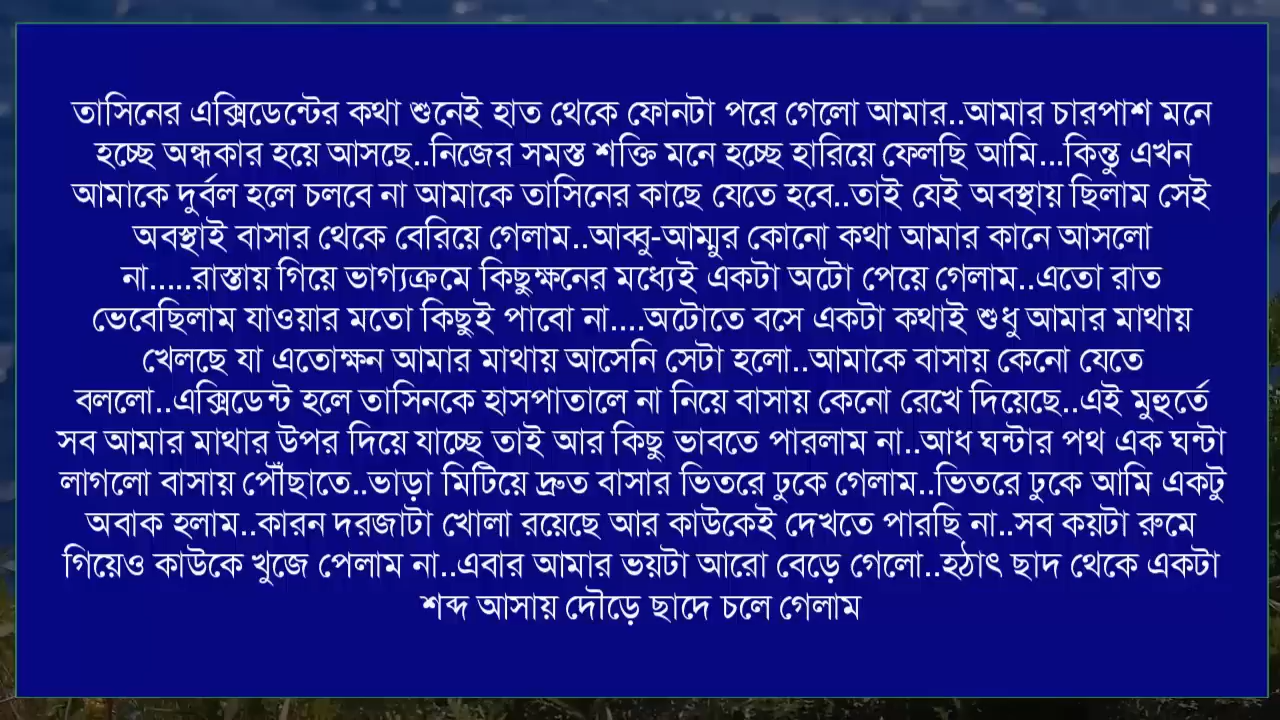 তাসিনের এক্সিডেন্টের কথা শুনেই হাত থেকে ফোনটা পরে গেলো আমার..আমার চারপাশ মনে
হচ্ছে অন্ধকার হয়ে আসছে..নিজের সমস্ত শক্তি মনে হচ্ছে হারিয়ে ফেলছি আমি...কিন্তু এখন
আমাকে দুর্বল হলে চলবে না আমাকে তাসিনের কাছে যেতে হবে..তাই যেই অবস্থায় ছিলাম সেই
অবস্থাই বাসার থেকে বেরিয়ে গেলাম..আব্বু-আম্মুর কোনো কথা আমার কানে আসলো
না.....রাস্তায় গিয়ে ভাগ্যক্রমে কিছুক্ষনের মধ্যেই একটা অটো পেয়ে গেলাম..এতো রাত
ভেবেছিলাম যাওয়ার মতো কিছুই পাবো না....অটোতে বসে একটা কথাই শুধু আমার মাথায়
খেলছে যা এতোক্ষন আমার মাথায় আসেনি সেটা হলো..আমাকে বাসায় কেনো যেতে
বললো..এক্সিডেন্ট হলে তাসিনকে হাসপাতালে না নিয়ে বাসায় কেনো রেখে দিয়েছে..এই মুহুর্তে
সব আমার মাথার উপর দিয়ে যাচ্ছে তাই আর কিছু ভাবতে পারলাম না..আধ ঘন্টার পথ এক ঘন্টা
লাগলো বাসায় পৌঁছাতে..ভাড়া মিটিয়ে দ্রুত বাসার ভিতরে ঢুকে গেলাম..ভিতরে ঢুকে আমি একটু
অবাক হলাম..কারন দরজাটা খোলা রয়েছে আর কাউকেই দেখতে পারছি না..সব কয়টা রুমে
গিয়েও কাউকে খুজে পেলাম না..এবার আমার ভয়টা আরো বেড়ে গেলো..হঠাৎ ছাদ থেকে একটা
শব্দ আসায় দৌড়ে ছাদে চলে গেলাম